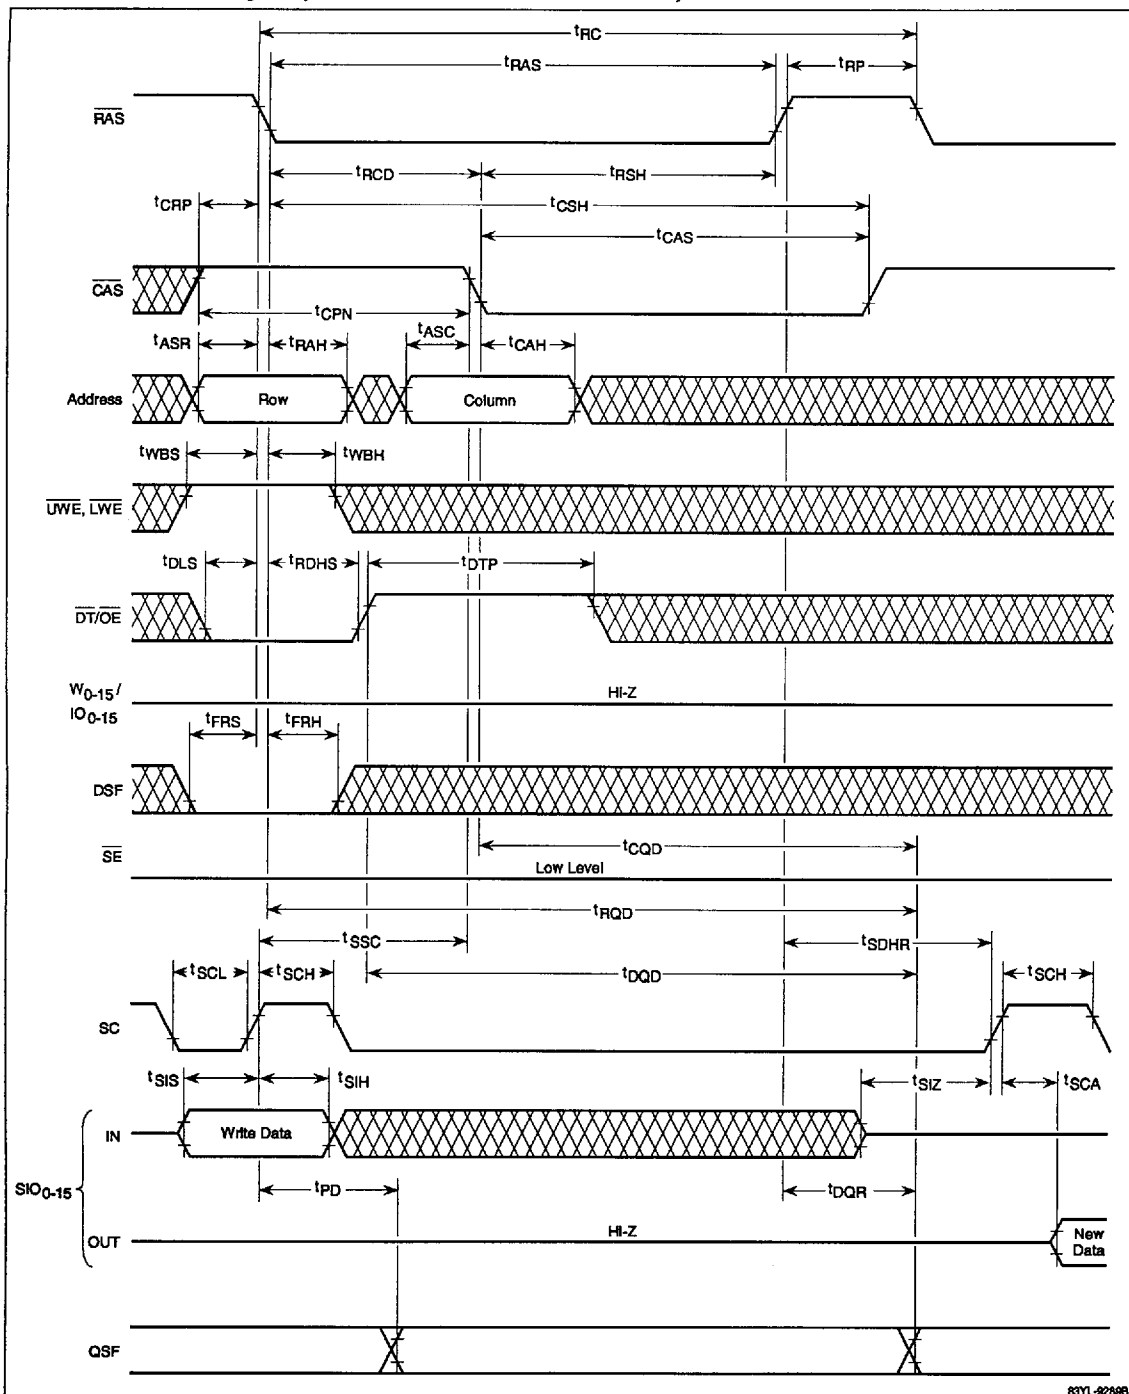 tRC
tRAS
tRP
RAS
tRCD
tRSH
tCRP
tCSH
tCAS
CAS
tCPN
tASC
tASR
tRAH
tCAH
Address
Row
Column
tWBS
tWBH
UWE, LWE
tDLS
tRDHS
tDTP
DT/OE
W0-15 /
IO0-15
HI-Z
tFRS
tFRH
DSF
tCQD
SE
Low Level
tRQD
tSSC
tSDHR
tSCL
tSCH
tDQD
tSCH
SC
tSIS
tSIH
tSIZ
tSCA
IN
Write Data
SIO0-15
tPD
tDQR
OUT
HI-Z
New
Data
QSF
83YL-9289B